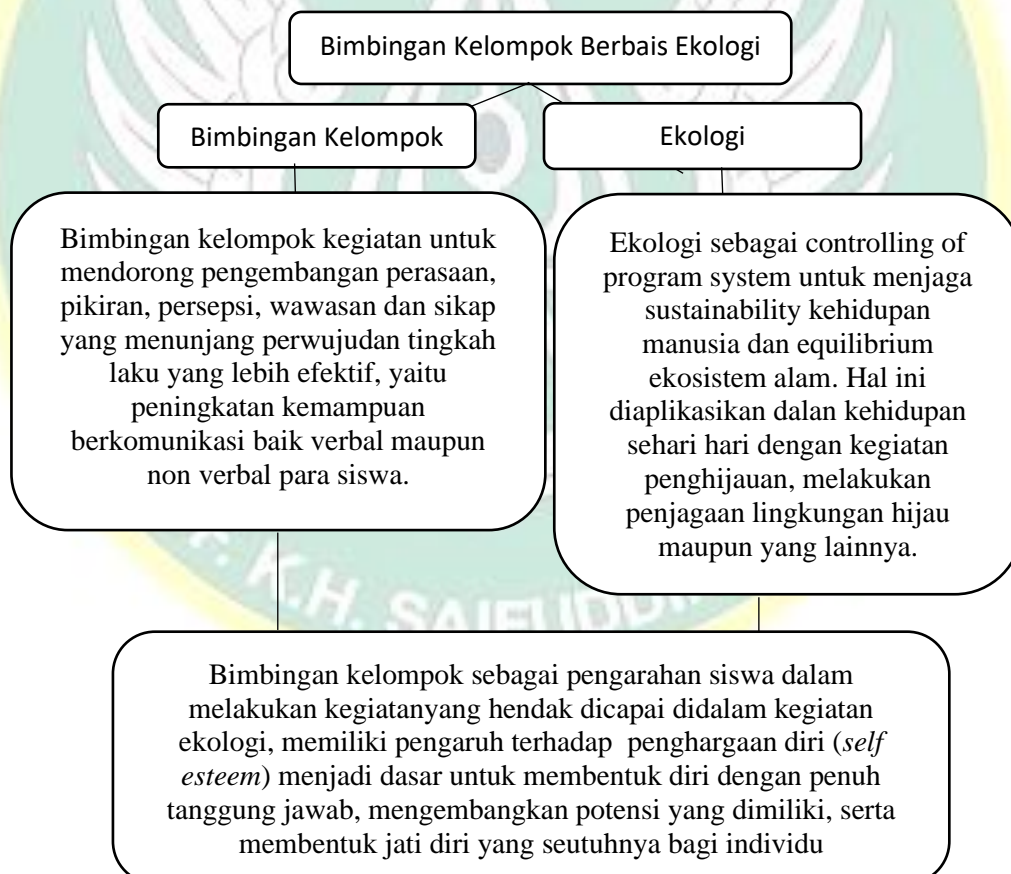 Bimbingan Kelompok Berbais Ekologi
Bimbingan Kelompok
Ekologi
Bimbingan kelompok kegiatan untuk
mendorong pengembangan perasaan,
pikiran, persepsi, wawasan dan sikap
yang menunjang perwujudan tingkah
laku yang lebih efektif, yaitu
peningkatan kemampuan
berkomunikasi baik verbal maupun
non verbal para siswa.
Ekologi sebagai controlling of
program system untuk menjaga
sustainability kehidupan
manusia dan equilibrium
ekosistem alam. Hal ini
diaplikasikan dalan kehidupan
sehari hari dengan kegiatan
penghijauan, melakukan
penjagaan lingkungan hijau
maupun yang lainnya.
K.H. SAIFUDDIN
Bimbingan kelompok sebagai pengarahan siswa dalam
melakukan kegiatanyang hendak dicapai didalam kegiatan
ekologi, memiliki pengaruh terhadap penghargaan diri (self
esteem) menjadi dasar untuk membentuk diri dengan penuh
tanggung jawab, mengembangkan potensi yang dimiliki, serta
membentuk jati diri yang seutuhnya bagi individu